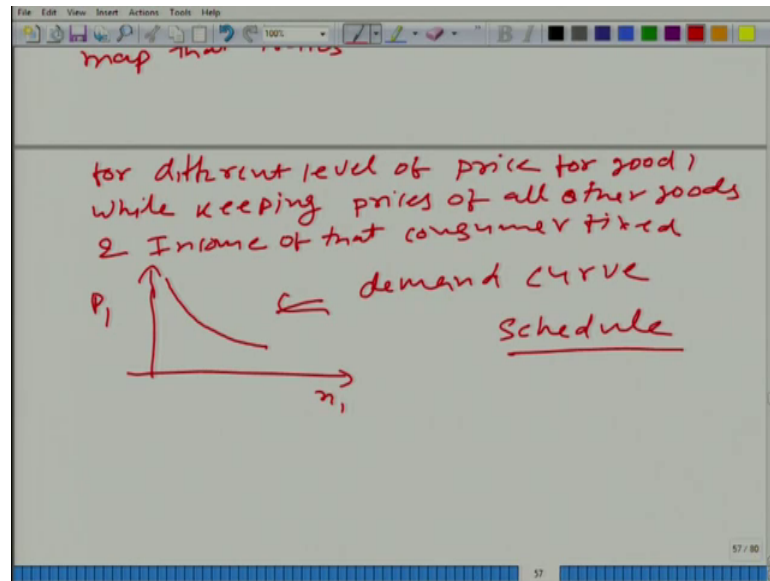 File Edit View Insert Actions Tools Help
100%
B I
map that
for different level of price for good 1
while keeping prices of all other goods
& Income of that consumer fixed
demand curve
P1
schedule
x1
57 / 80
57